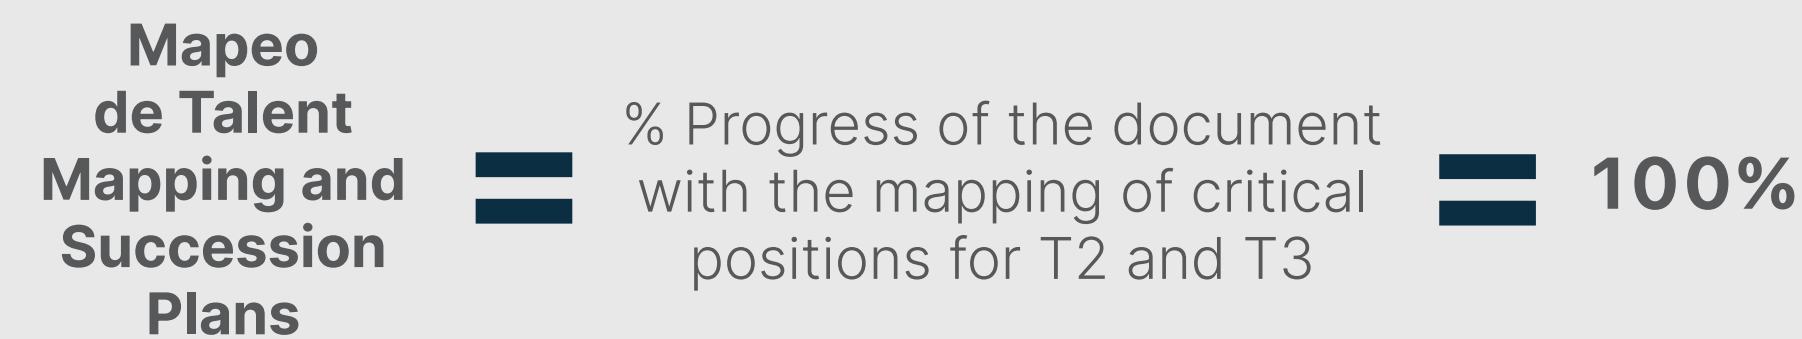 Mapeo
de Talent
Mapping and
Succession
Plans
=
% Progress of the document
with the mapping of critical
positions for T2 and T3
=
100%